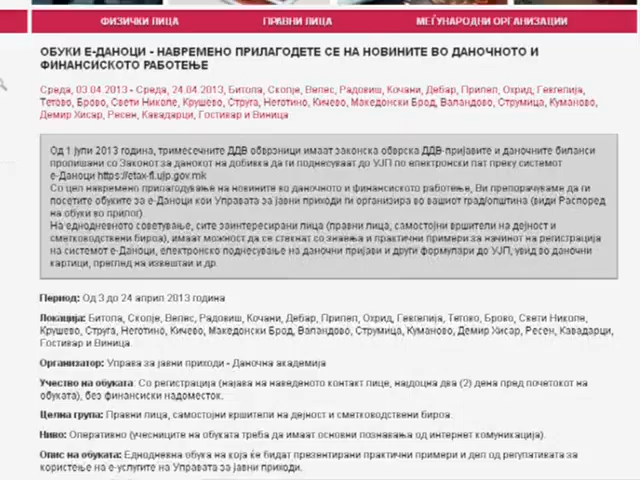 ФИЗИЧКИ ЛИЦА ПРАВНИ ЛИЦА МЕЃУНАРОДНИ ОРГАНИЗАЦИИ
ОБУКИ Е-ДАНОЦИ - НАВРЕМЕНО ПРИЛАГОДЕТЕ СЕ НА НОВИНИТЕ ВО ДАНОЧНОТО И
ФИНАНСИСКОТО РАБОТЕЊЕ
Среда, 03.04.2013 - Среда, 24.04.2013, Битола, Скопје, Велес, Радовиш, Кочани, Дебар, Прилеп, Охрид, Гевгелија,
Тетово, Брово, Свети Николе, Крушево, Струга, Неготино, Кичево, Македонски Брод, Валандово, Струмица, Куманово,
Демир Хисар, Ресен, Кавадарци, Гостивар и Виница
Од 1 јули 2013 година, тримесечните ДДВ обврзници имаат законска обврска ДДВ-пријавите и даночните биланси
пропишани со Законот за данокот на добивка да ги поднесуваат до УЈП по електронски пат преку системот
е-Даноци https://etax-fl.ujp.gov.mk
Со цел навремено прилагодување на новините во даночното и финансиското работење, Ви препорачуваме да ги
посетите обуките за е-Даноци кои Управата за јавни приходи ги организира во вашиот град/општина (види Распоред
на обуки во прилог).
На еднодневното советување, сите заинтересирани лица (правни лица, самостојни вршители на дејност и
сметководствени бироа), имаат можност да се стекнат со знаења и практични примери за начинот на регистрација
на системот е-Даноци, електронско поднесување на даночни пријави и други формулари до УЈП, увид во даночни
картици, преглед на извештаи и др.
Период: Од 3 до 24 април 2013 година
Локација: Битола, Скопје, Велес, Радовиш, Кочани, Дебар, Прилеп, Охрид, Гевгелија, Тетово, Брово, Свети Николе,
Крушево, Струга, Неготино, Кичево, Македонски Брод, Валандово, Струмица, Куманово, Демир Хисар, Ресен, Кавадарци,
Гостивар и Виница.
Организатор: Управа за јавни приходи - Даночна академија
Учество на обуката: Со регистрација (најава на наведеното контакт лице, најдоцна два (2) дена пред почетокот на
обуката), без финансиски надоместок.
Целна група: Правни лица, самостојни вршители на дејност и сметководствени бироа.
Ниво: Оперативно (учесниците на обуката треба да имаат основни познавања од интернет комуникација).
Опис на обуката: Еднодневна обука на која ќе бидат презентирани практични примери и дел од регулативата за
користење на е-услугите на Управата за јавни приходи.